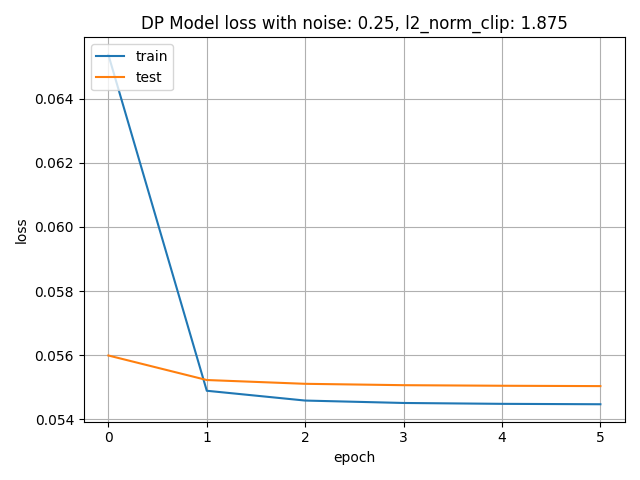 DP Model loss with noise: 0.25, l2_norm_clip: 1.875
train
test
0.064
0.062
0.060
0.058
0.056
0.054
loss
0 1 2 3 4 5
epoch